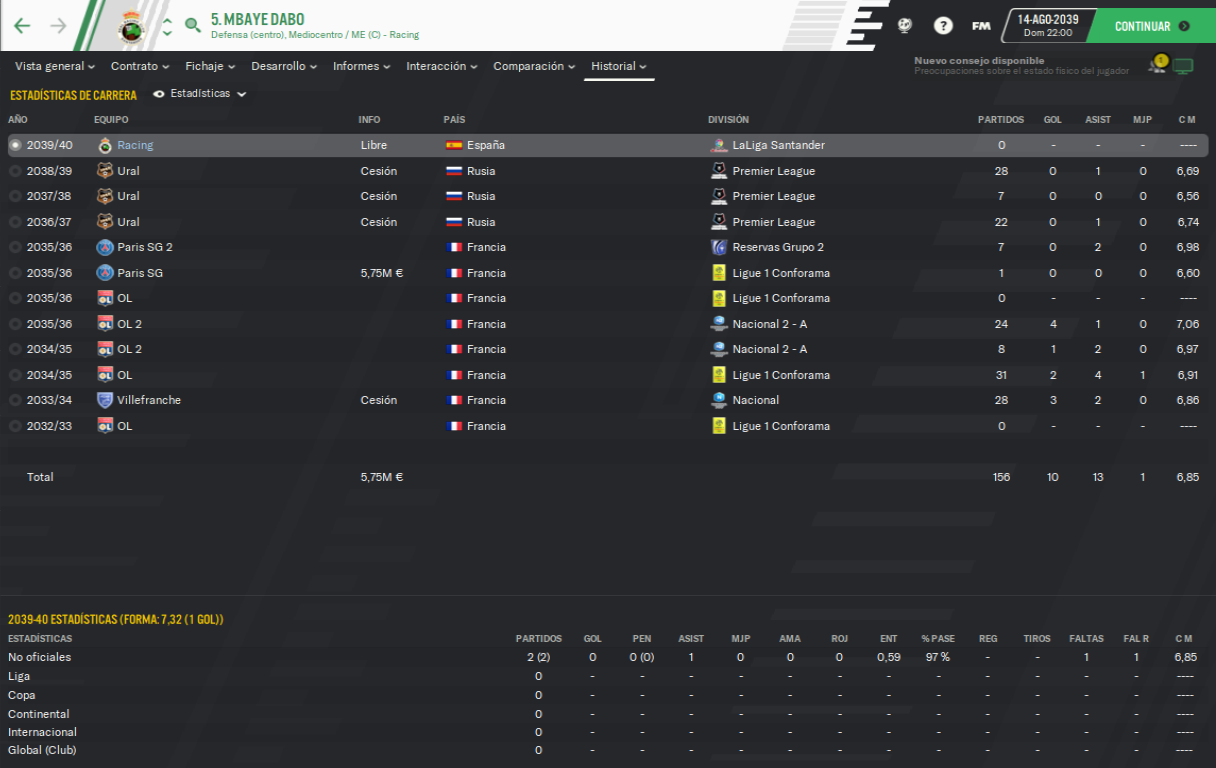 5. MBAYE DABO
Defensa (centro), Mediocentro / ME (C) - Racing
? FM 14-AGO-2039 CONTINUAR
Dom 22:00
Vista general Contrato Fichaje Desarrollo Informes Interacción Comparación Historial
Nuevo consejo disponible 1
Preocupaciones sobre el estado físico del jugador
ESTADÍSTICAS DE CARRERA Estadísticas
AÑO EQUIPO INFO PAÍS DIVISIÓN PARTIDOS GOL ASIST MJP C M
2039/40 Racing Libre España LaLiga Santander 0 - - - ----
2038/39 Ural Cesión Rusia Premier League 28 0 1 0 6,69
2037/38 Ural Cesión Rusia Premier League 7 0 0 0 6,56
2036/37 Ural Cesión Rusia Premier League 22 0 1 0 6,74
2035/36 Paris SG 2 Francia Reservas Grupo 2 7 0 2 0 6,98
2035/36 Paris SG 5,75M € Francia Ligue 1 Conforama 1 0 0 0 6,60
2035/36 OL Francia Ligue 1 Conforama 0 - - - ----
2035/36 OL 2 Francia Nacional 2 - A 24 4 1 0 7,06
2034/35 OL 2 Francia Nacional 2 - A 8 1 2 0 6,97
2034/35 OL Francia Ligue 1 Conforama 31 2 4 1 6,91
2033/34 Villefranche Cesión Francia Nacional 28 3 2 0 6,86
2032/33 OL Francia Ligue 1 Conforama 0 - - - ----
Total 5,75M € 156 10 13 1 6,85
2039-40 ESTADÍSTICAS (FORMA: 7,32 (1 GOL))
ESTADÍSTICAS PARTIDOS GOL PEN ASIST MJP AMA ROJ ENT % PASE REG TIROS FALTAS FAL R C M
No oficiales 2 (2) 0 0 (0) 1 0 0 0 0,59 97 % - - 1 1 6,85
Liga 0 - - - - - - - - - - - - ----
Copa 0 - - - - - - - - - - - - ----
Continental 0 - - - - - - - - - - - - ----
Internacional 0 - - - - - - - - - - - - ----
Global (Club) 0 - - - - - - - - - - - - ----